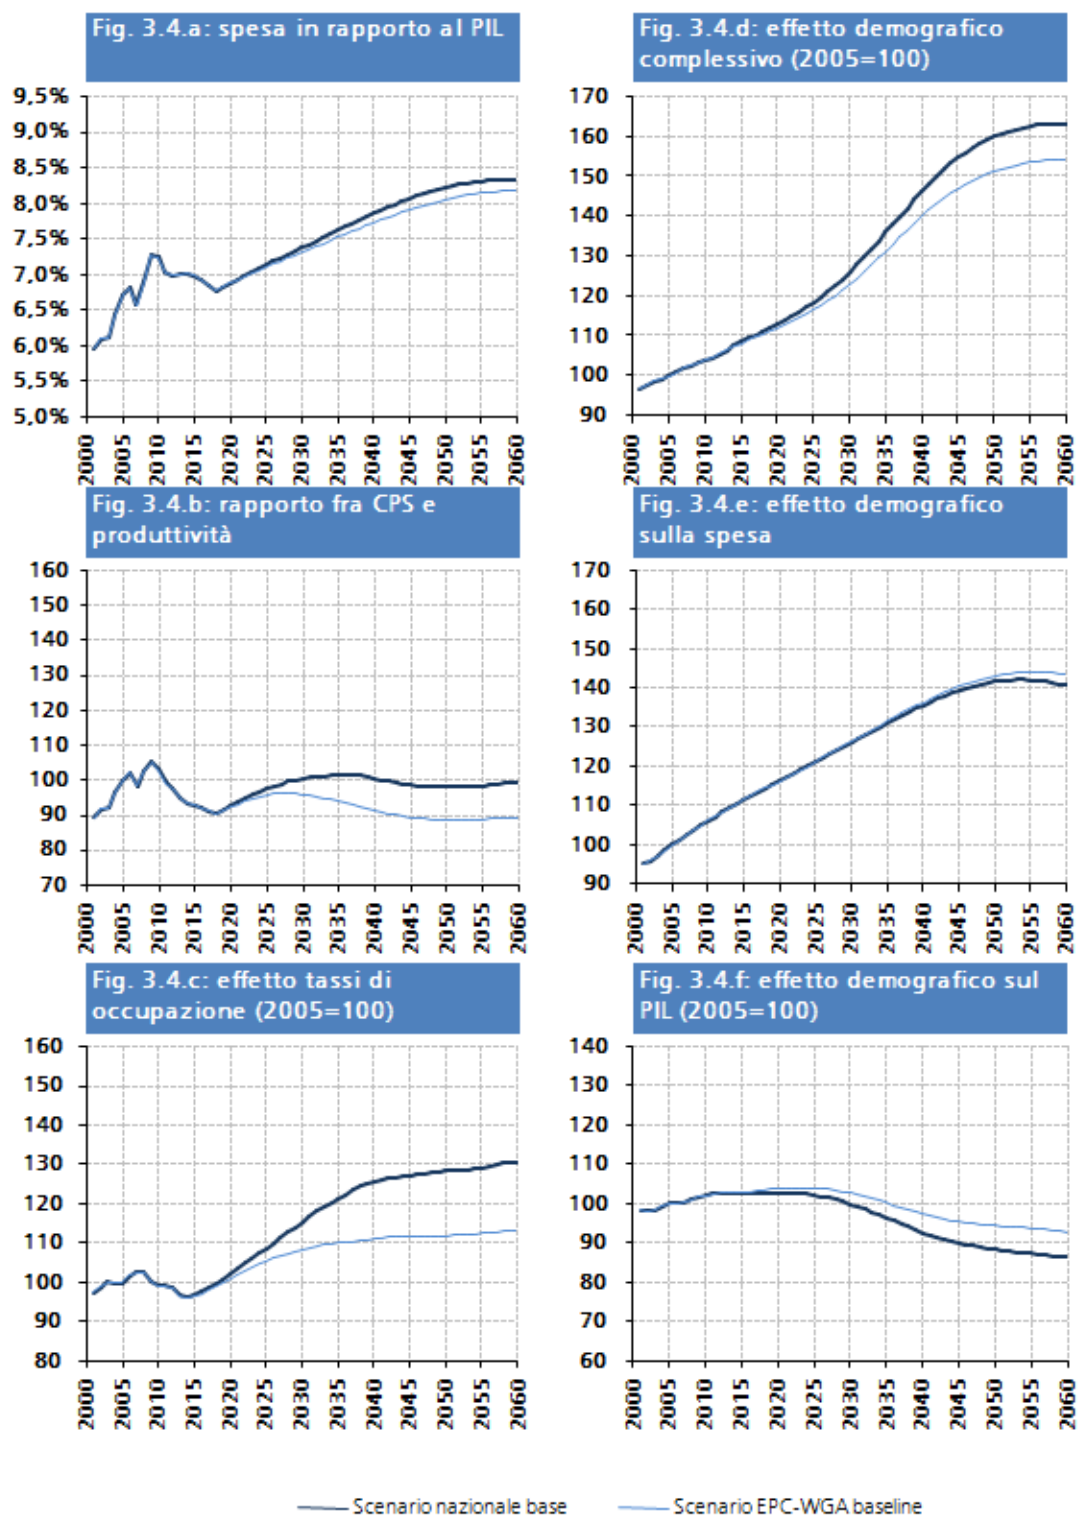 Fig. 3.4.a: spesa in rapporto al PIL
9,5%
9,0%
8,5%
8,0%
7,5%
7,0%
6,5%
6,0%
5,5%
5,0%
2000 2005 2010 2015 2020 2025 2030 2035 2040 2045 2050 2055 2060
Fig. 3.4.d: effetto demografico
complessivo (2005=100)
170
160
150
140
130
120
110
100
90
2000 2005 2010 2015 2020 2025 2030 2035 2040 2045 2050 2055 2060
Fig. 3.4.b: rapporto fra CPS e
produttività
160
150
140
130
120
110
100
90
80
70
2000 2005 2010 2015 2020 2025 2030 2035 2040 2045 2050 2055 2060
Fig. 3.4.e: effetto demografico
sulla spesa
170
160
150
140
130
120
110
100
90
2000 2005 2010 2015 2020 2025 2030 2035 2040 2045 2050 2055 2060
Fig. 3.4.c: effetto tassi di
occupazione (2005=100)
160
150
140
130
120
110
100
90
80
2000 2005 2010 2015 2020 2025 2030 2035 2040 2045 2050 2055 2060
Fig. 3.4.f: effetto demografico sul
PIL (2005=100)
140
130
120
110
100
90
80
70
60
2000 2005 2010 2015 2020 2025 2030 2035 2040 2045 2050 2055 2060
Scenario nazionale base
Scenario EPC-WGA baseline